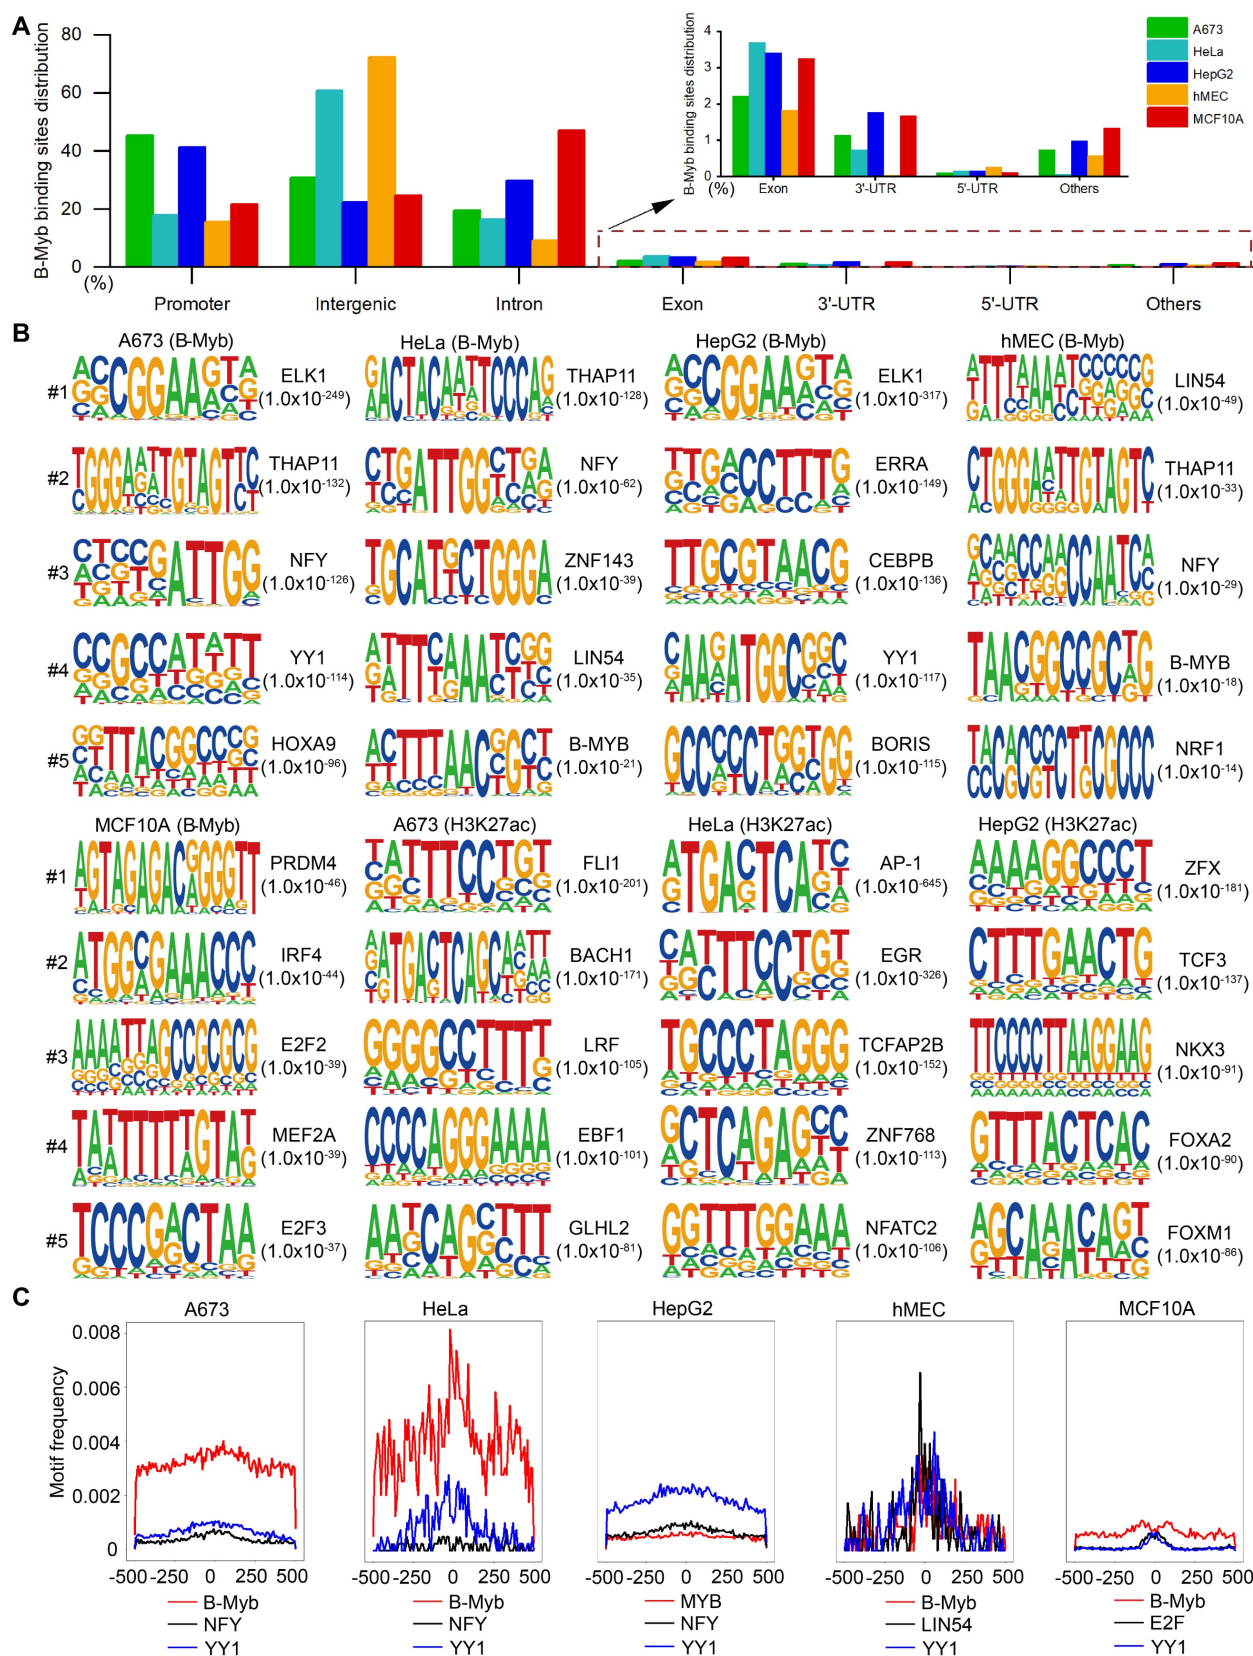 A
B-Myb binding sites distribution
80
60
40
20
0
(%)
Promoter
Intergenic
Intron
Exon
3'-UTR
5'-UTR
Others
B-Myb binding sites distribution
4
3
2
1
0
(%)
Exon
3'-UTR
5'-UTR
Others
A673
HeLa
HepG2
hMEC
MCF10A
B
A673 (B-Myb) HeLa (B-Myb) HepG2 (B-Myb) hMEC (B-Myb)
#1 ELK1 THAP11 ELK1 LIN54
(1.0x10-249) (1.0x10-128) (1.0x10-317) (1.0x10-49)
#2 THAP11 NFY ERRA THAP11
(1.0x10-132) (1.0x10-62) (1.0x10-149) (1.0x10-33)
#3 NFY ZNF143 CEBPB NFY
(1.0x10-126) (1.0x10-39) (1.0x10-136) (1.0x10-29)
#4 YY1 LIN54 YY1 B-MYB
(1.0x10-114) (1.0x10-35) (1.0x10-117) (1.0x10-18)
#5 HOXA9 B-MYB BORIS NRF1
(1.0x10-96) (1.0x10-21) (1.0x10-115) (1.0x10-14)
MCF10A (B-Myb) A673 (H3K27ac) HeLa (H3K27ac) HepG2 (H3K27ac)
#1 PRDM4 FLI1 AP-1 ZFX
(1.0x10-46) (1.0x10-201) (1.0x10-645) (1.0x10-181)
#2 IRF4 BACH1 EGR TCF3
(1.0x10-44) (1.0x10-171) (1.0x10-326) (1.0x10-137)
#3 E2F2 LRF TCFAP2B NKX3
(1.0x10-39) (1.0x10-105) (1.0x10-152) (1.0x10-91)
#4 MEF2A EBF1 ZNF768 FOXA2
(1.0x10-39) (1.0x10-101) (1.0x10-113) (1.0x10-90)
#5 E2F3 GLHL2 NFATC2 FOXM1
(1.0x10-37) (1.0x10-81) (1.0x10-106) (1.0x10-86)
C
A673 HeLa HepG2 hMEC MCF10A
Motif frequency
0.008
0.006
0.004
0.002
0
-500 -250 0 250 500 -500 -250 0 250 500 -500 -250 0 250 500 -500 -250 0 250 500 -500 -250 0 250 500
B-Myb B-Myb MYB B-Myb B-Myb
NFY NFY NFY LIN54 E2F
YY1 YY1 YY1 YY1 YY1